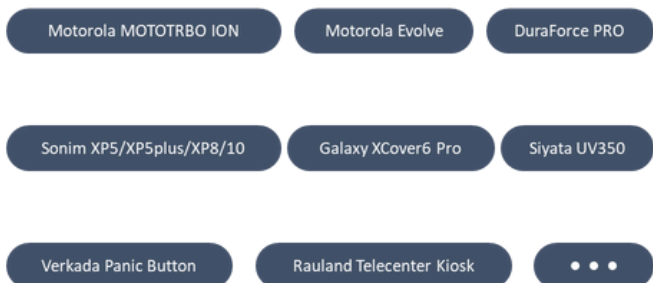 Motorola MOTOTRBO ION Motorola Evolve DuraForce PRO
Sonim XP5/XP5plus/XP8/10 Galaxy XCover6 Pro Siyata UV350
Verkada Panic Button Rauland Telecenter Kiosk •••